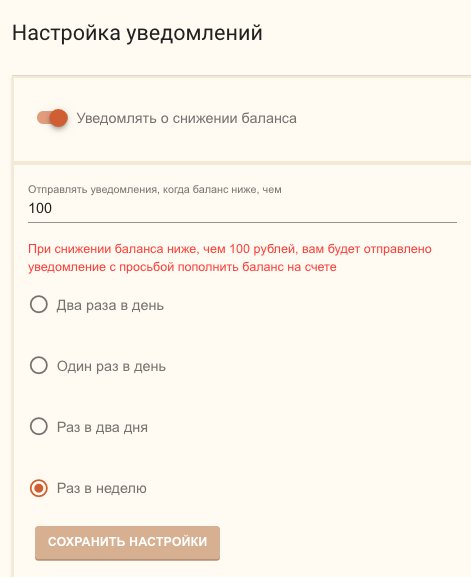 Настройка уведомлений
Уведомлять о снижении баланса
Отправлять уведомления, когда баланс ниже, чем
100
При снижении баланса ниже, чем 100 рублей, вам будет отправлено
уведомление с просьбой пополнить баланс на счете
Два раза в день
Один раз в день
Раз в два дня
Раз в неделю
СОХРАНИТЬ НАСТРОЙКИ